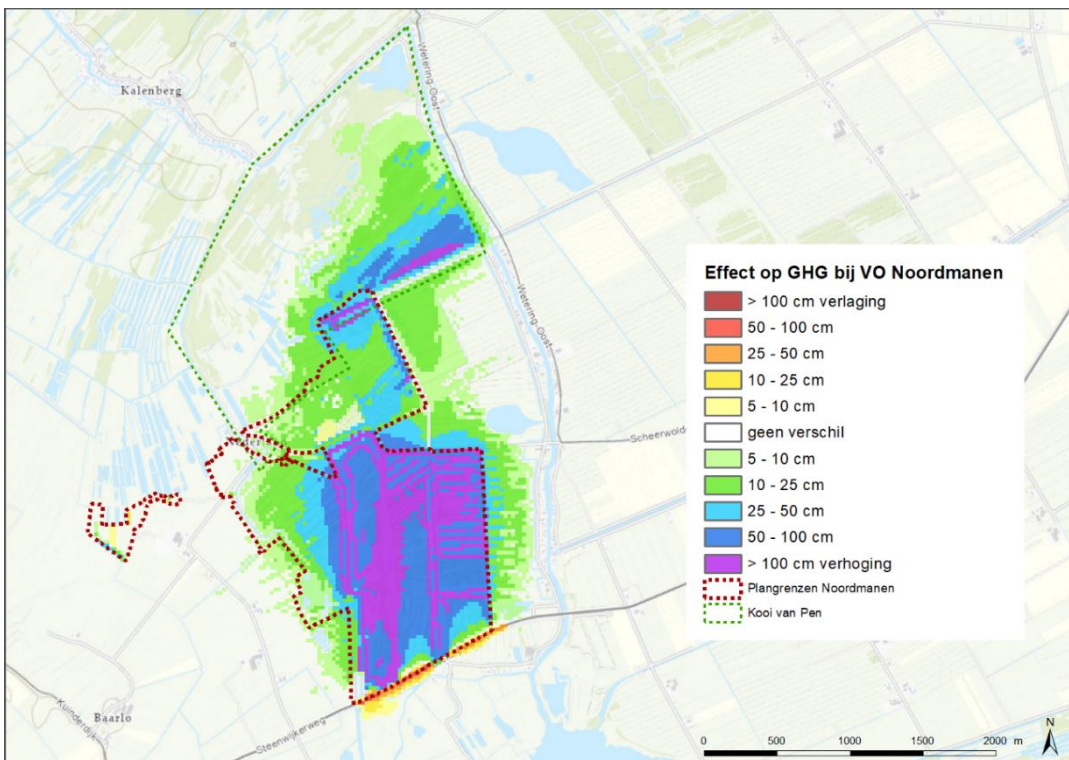 Kalenberg
Wetering-Oost
Wetering-Oost
Scheerwolde
Steenwijkerweg
Baarlo
Kuinderdijk
Effect op GHG bij VO Noordmanen
> 100 cm verlaging
50 - 100 cm
25 - 50 cm
10 - 25 cm
5 - 10 cm
geen verschil
5 - 10 cm
10 - 25 cm
25 - 50 cm
50 - 100 cm
> 100 cm verhoging
Plangrenzen Noordmanen
Kooi van Pen
N
0 500 1000 1500 2000 m